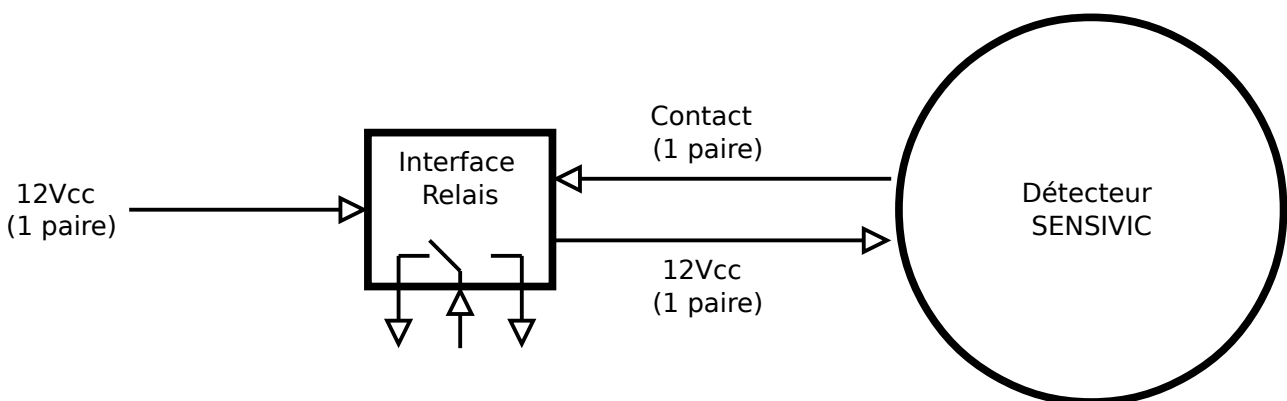 12Vcc
(1 paire)
Interface
Relais
Contact
(1 paire)
12Vcc
(1 paire)
Détecteur
SENSIVIC